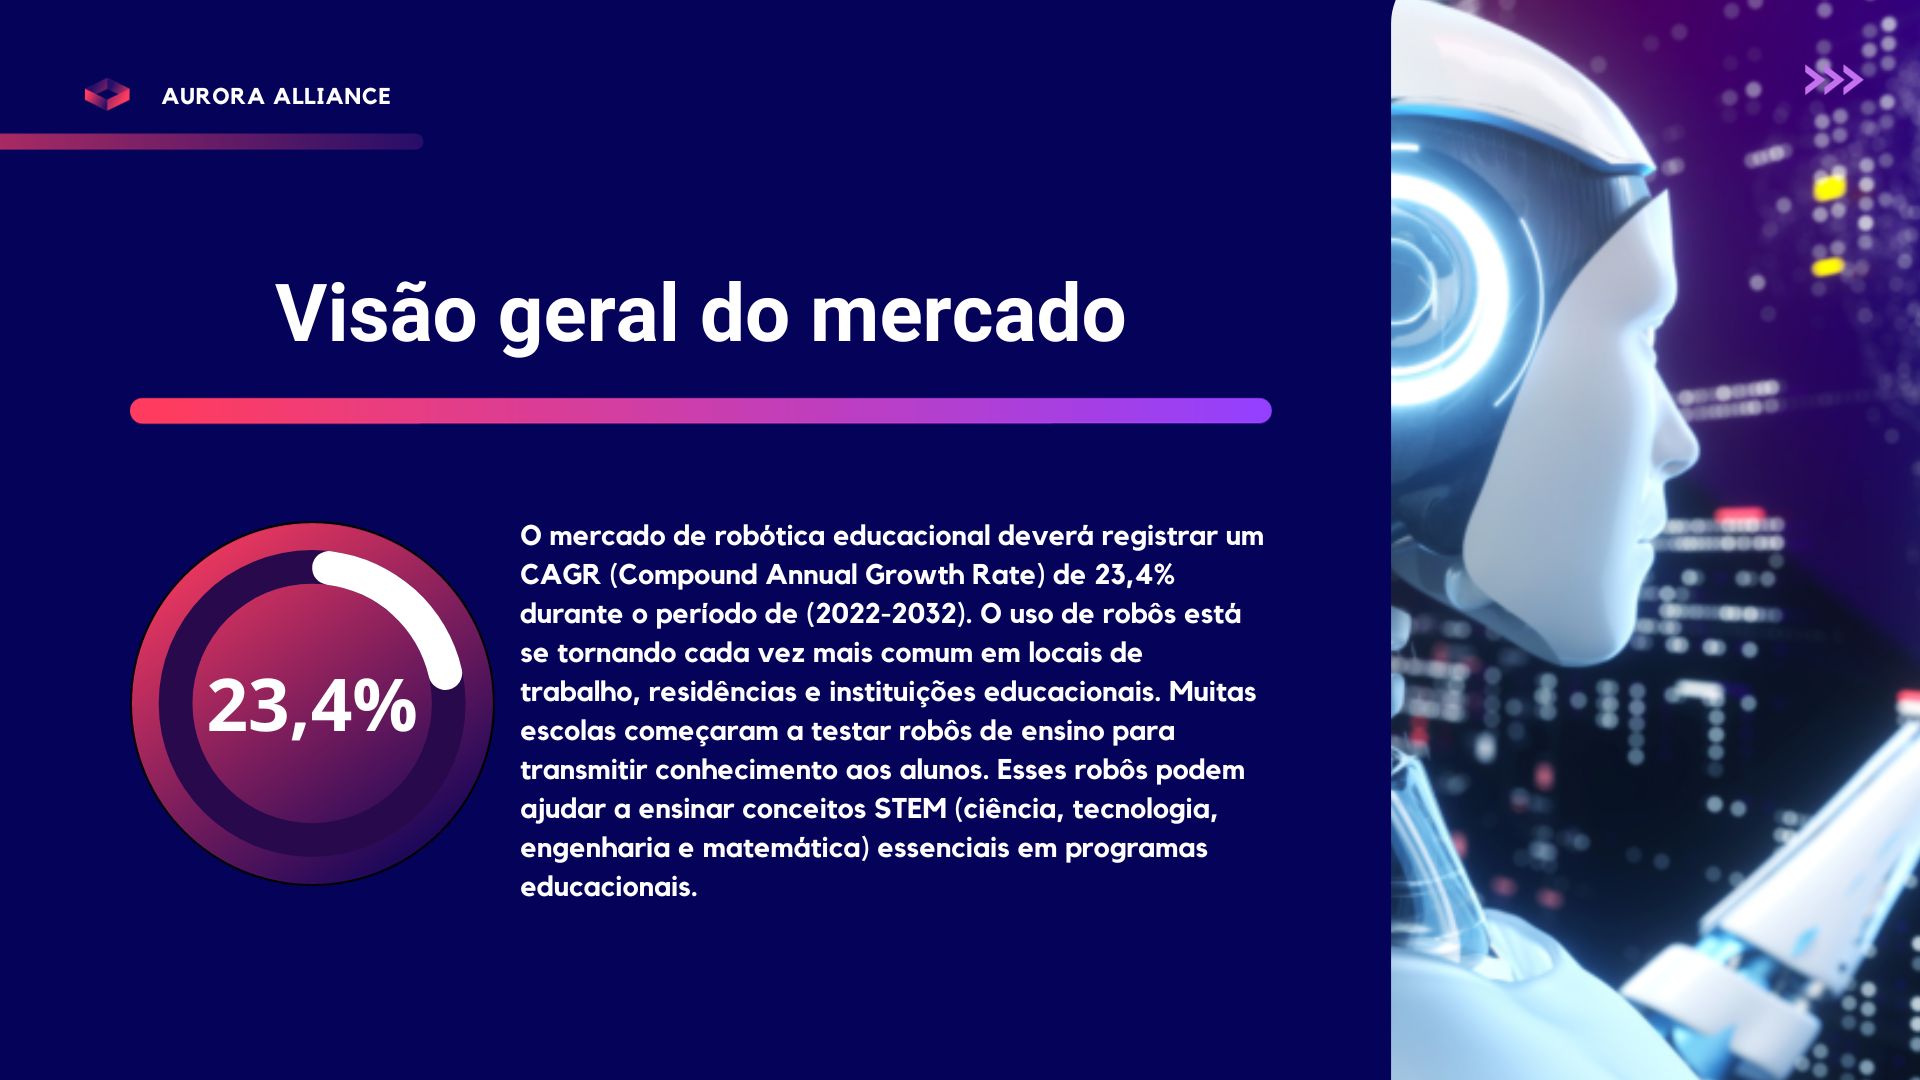 AURORA ALLIANCE
Visão geral do mercado
23,4%
O mercado de robótica educacional deverá registrar um
CAGR (Compound Annual Growth Rate) de 23,4%
durante o período de (2022-2032). O uso de robôs está
se tornando cada vez mais comum em locais de
trabalho, residências e instituições educacionais. Muitas
escolas começaram a testar robôs de ensino para
transmitir conhecimento aos alunos. Esses robôs podem
ajudar a ensinar conceitos STEM (ciência, tecnologia,
engenharia e matemática) essenciais em programas
educacionais.